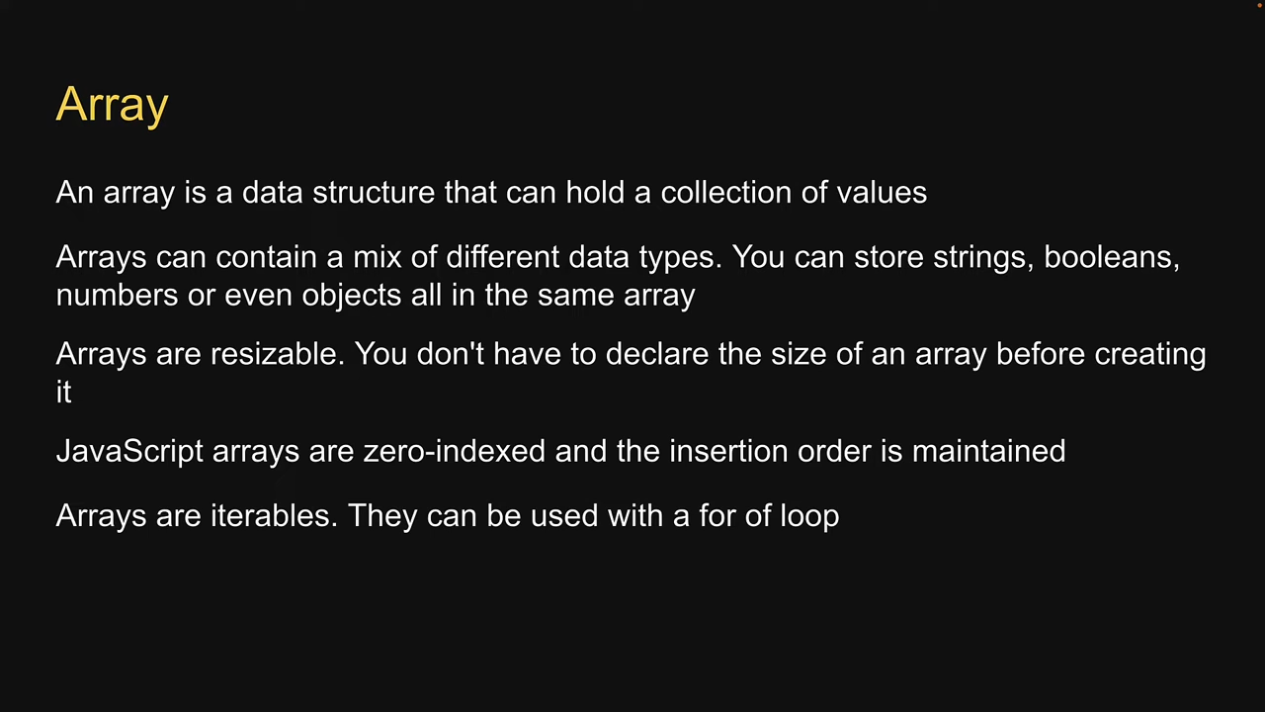 Array
An array is a data structure that can hold a collection of values
Arrays can contain a mix of different data types. You can store strings, booleans,
numbers or even objects all in the same array
Arrays are resizable. You don't have to declare the size of an array before creating
it
JavaScript arrays are zero-indexed and the insertion order is maintained
Arrays are iterables. They can be used with a for of loop